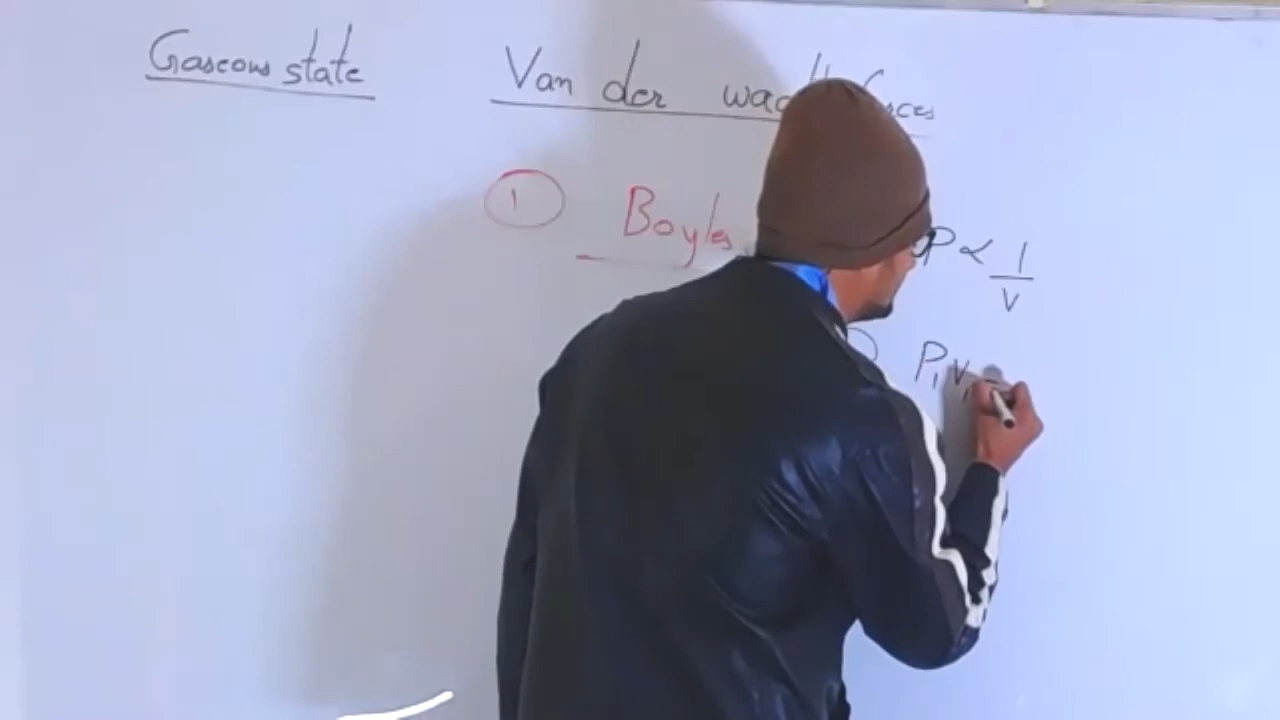 Gaseous state
Van der
① Boyles P ∝ 1/V
P₁V₁ =